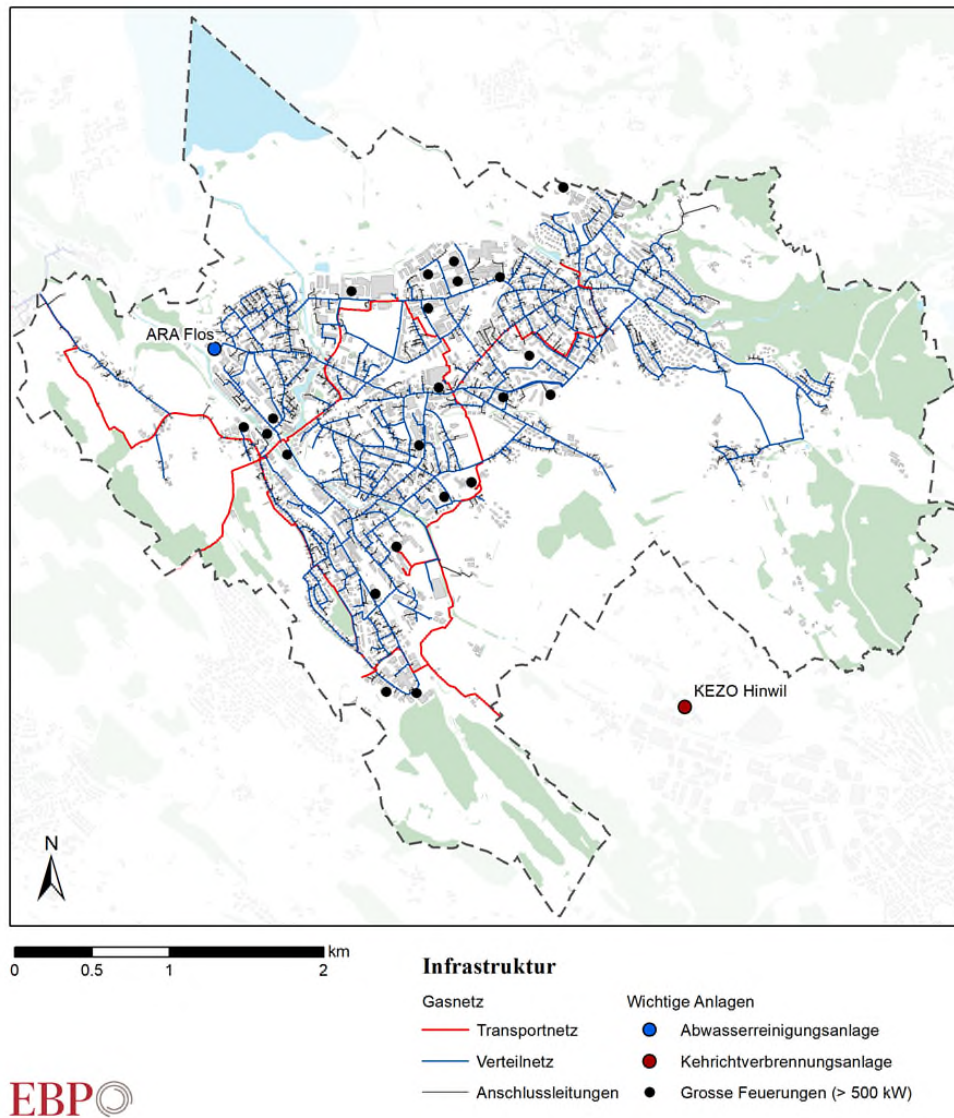 ARA Flos
KEZO Hinwil
N
km
0 0.5 1 2
Infrastruktur
Gasnetz
Transportnetz
Verteilnetz
Anschlussleitungen
Wichtige Anlagen
Abwasserreinigungsanlage
Kehrichtverbrennungsanlage
Grosse Feuerungen (> 500 kW)
EBP